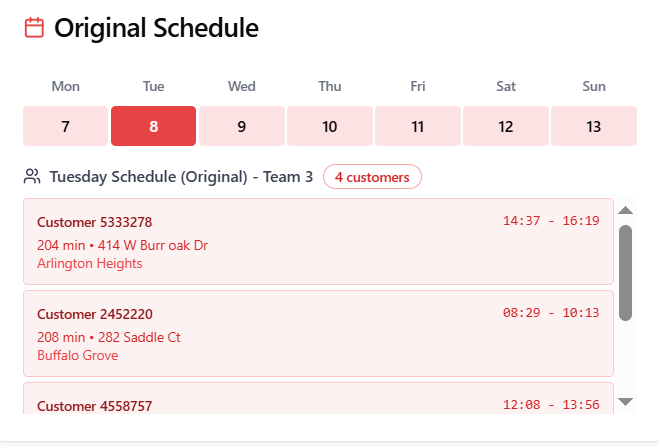 Original Schedule
Mon Tue Wed Thu Fri Sat Sun
7 8 9 10 11 12 13
Tuesday Schedule (Original) - Team 3 4 customers
Customer 5333278 14:37 - 16:19
204 min • 414 W Burr oak Dr
Arlington Heights
Customer 2452220 08:29 - 10:13
208 min • 282 Saddle Ct
Buffalo Grove
Customer 4558757 12:08 - 13:56